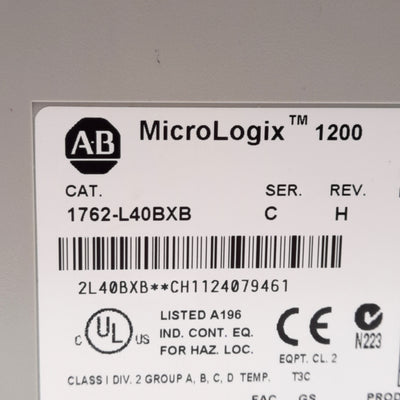 A-B
MicroLogix™ 1200
CAT. SER. REV.
1762-L40BXB C H
2L40BXB**CH1124079461
C UL US
LISTED A196
IND. CONT. EQ.
FOR HAZ. LOC.
CE
EQPT. CL. 2
N223
CLASS I DIV. 2 GROUP A, B, C, D TEMP. T3C
FAC GS PROD